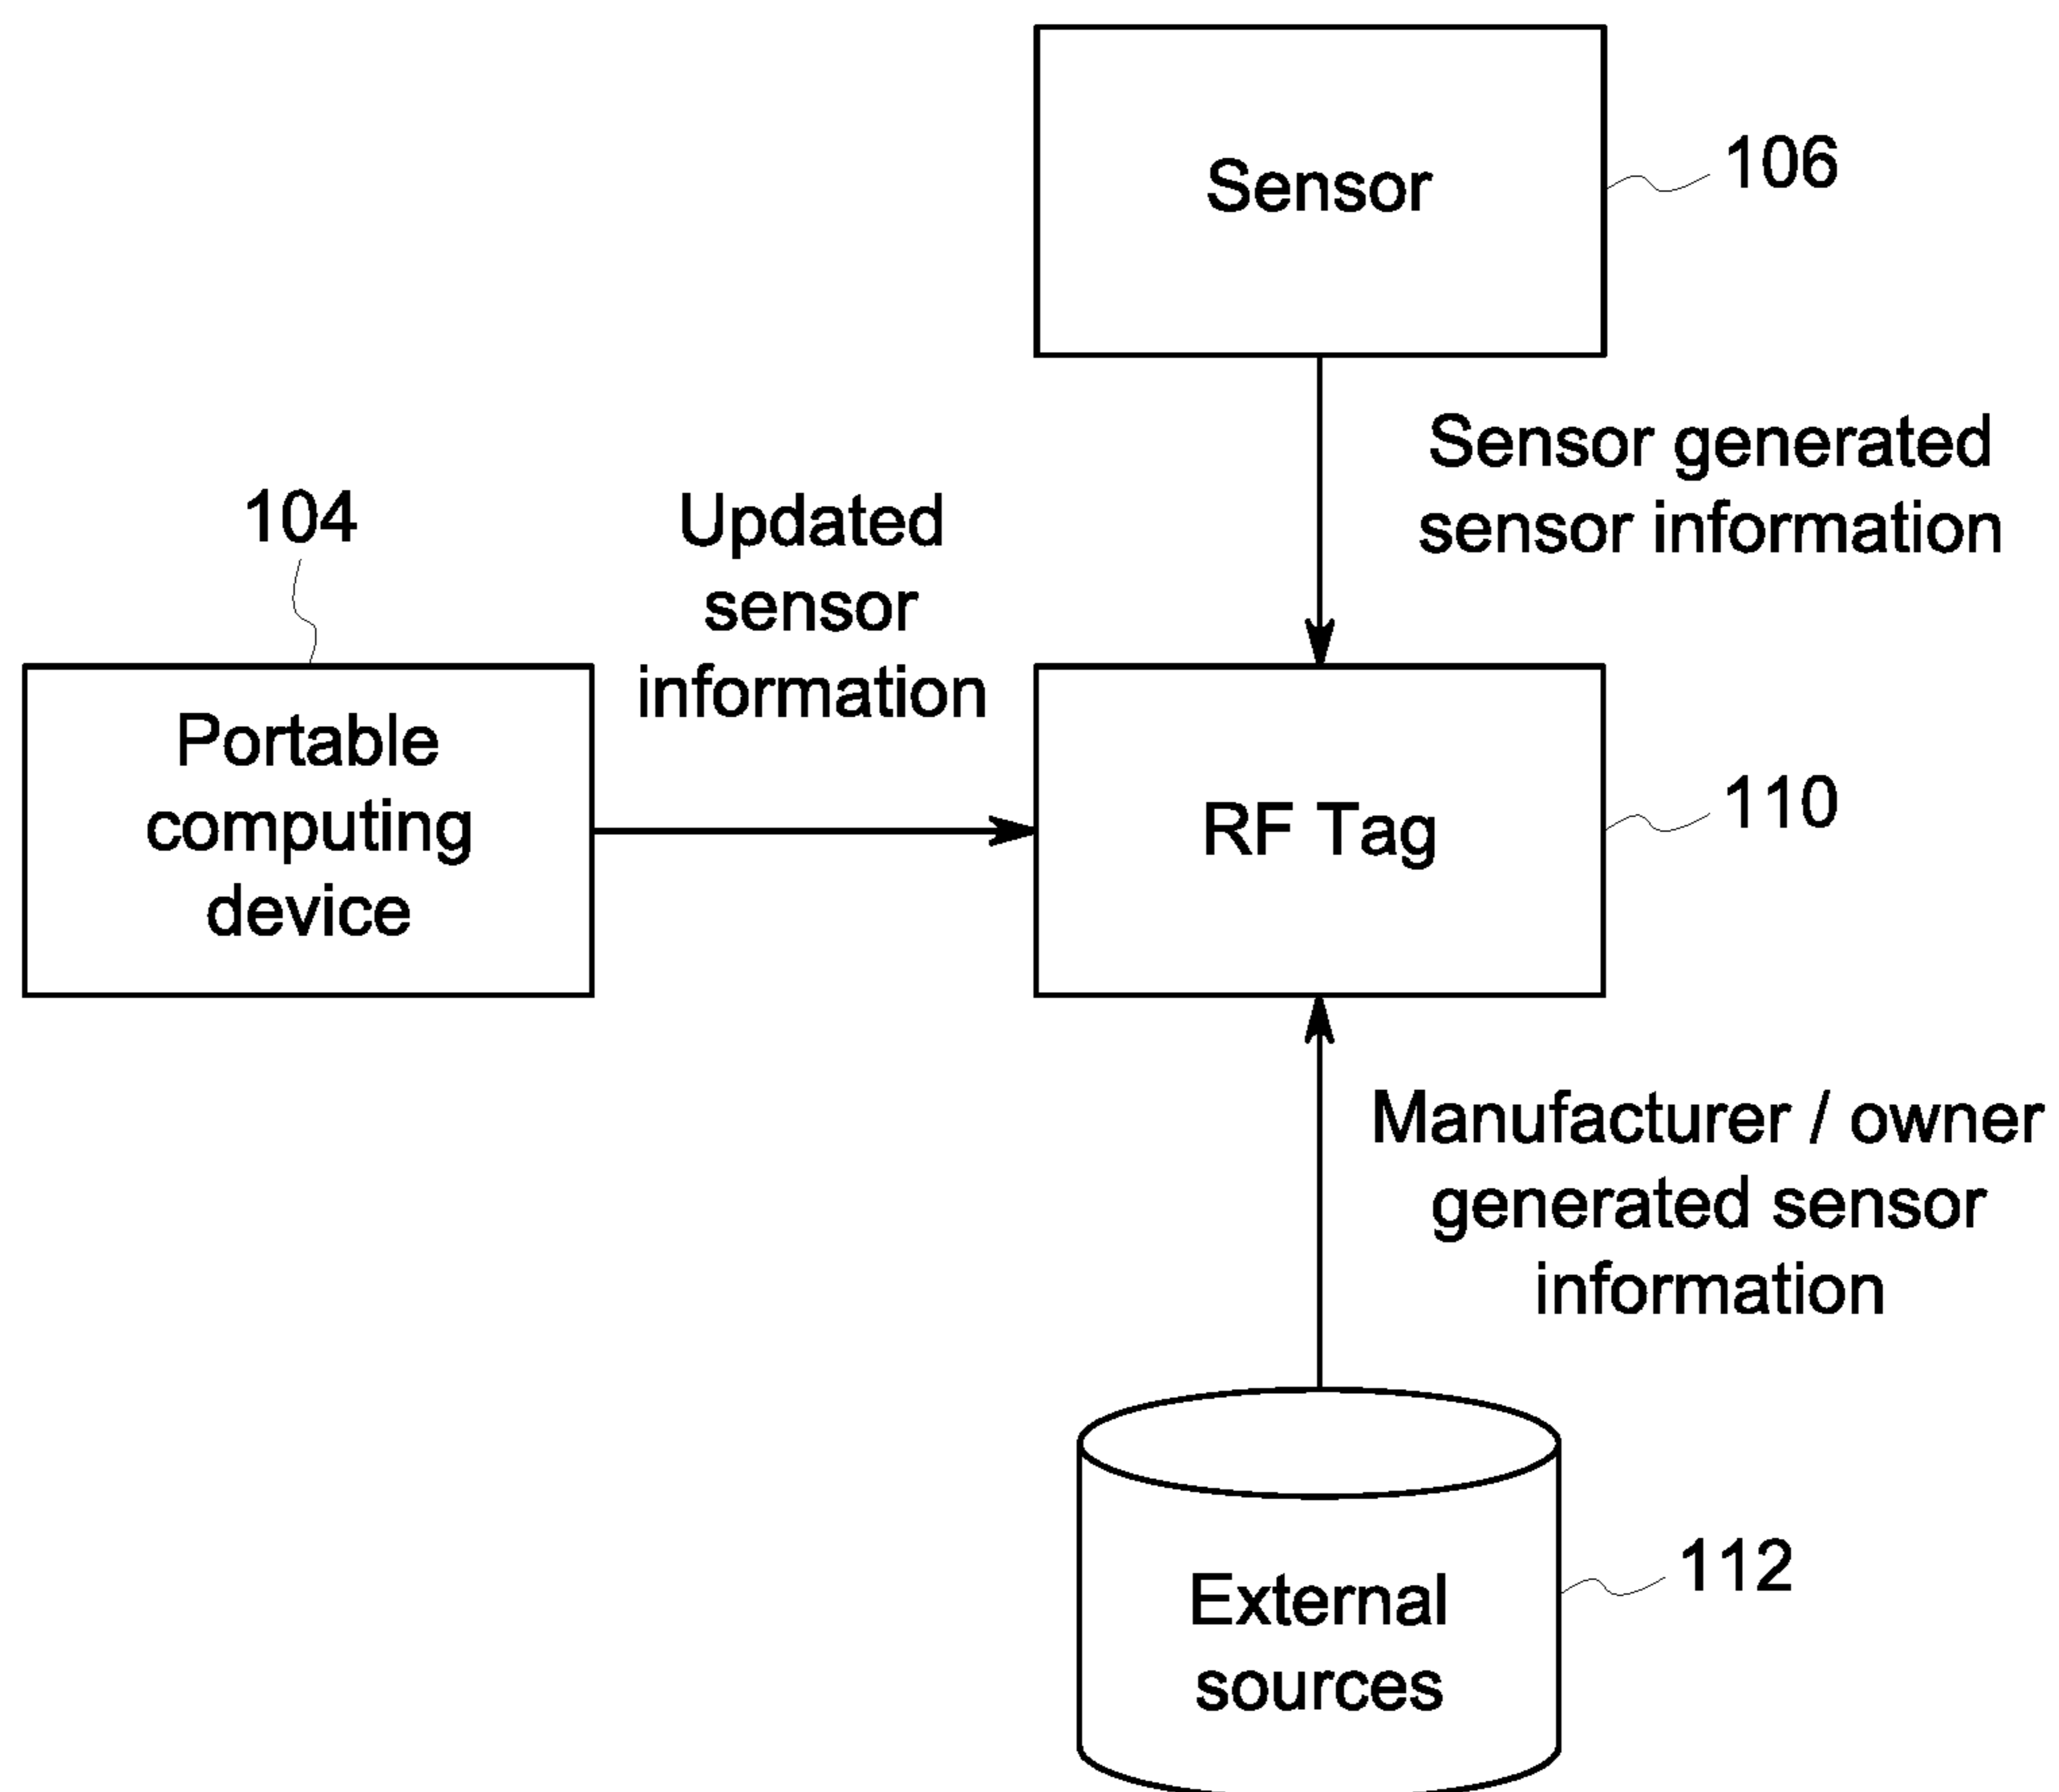 Sensor
106
Sensor generated
sensor information
104
Updated
sensor
information
Portable
computing
device
RF Tag
110
Manufacturer / owner
generated sensor
information
External
sources
112